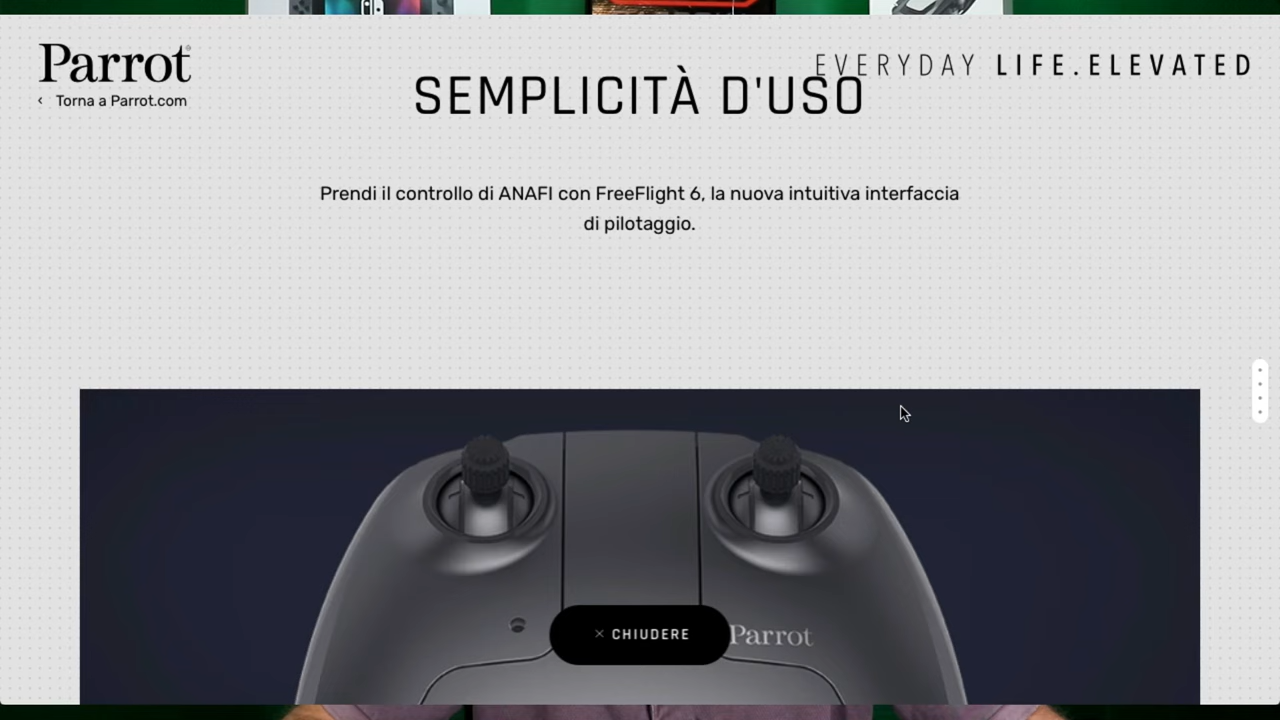 Parrot
‹ Torna a Parrot.com
EVERYDAY LIFE.ELEVATED
SEMPLICITÀ D'USO
Prendi il controllo di ANAFI con FreeFlight 6, la nuova intuitiva interfaccia
di pilotaggio.
× CHIUDERE
Parrot